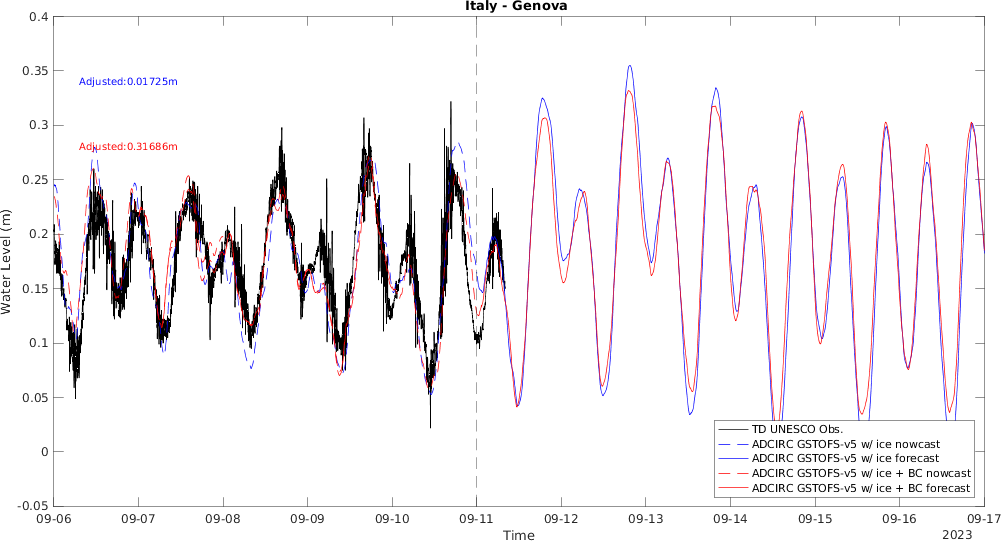 Italy - Genova
0.4
0.35
Adjusted:0.01725m
0.3
Adjusted:0.31686m
0.25
0.2
Water Level (m)
0.15
0.1
0.05
TD UNESCO Obs.
ADCIRC GSTOFS-v5 w/ ice nowcast
0
ADCIRC GSTOFS-v5 w/ ice forecast
ADCIRC GSTOFS-v5 w/ ice + BC nowcast
ADCIRC GSTOFS-v5 w/ ice + BC forecast
-0.05
09-06 09-07 09-08 09-09 09-10 09-11 09-12 09-13 09-14 09-15 09-16 09-17
Time
2023